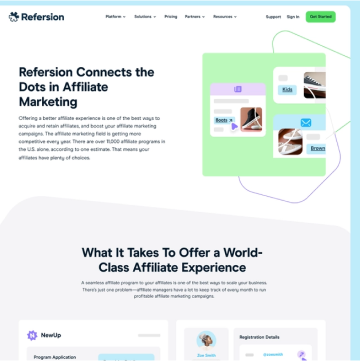 Refersion
Platform
Solutions
Pricing
Partners
Resources
Support
Sign In
Get Started
Refersion Connects the
Dots in Affiliate
Marketing
Offering a better affiliate experience is one of the best ways to
acquire and retain affiliates, and boost your affiliate marketing
campaigns. The affiliate marketing field is getting more
competitive every year. There are over 11,000 affiliate programs in
the U.S. alone, according to one estimate. That means your
affiliates have plenty of choices.
Kids
Boots
Brown
What It Takes To Offer a World-
Class Affiliate Experience
A seamless affiliate program to your affiliates is one of the best ways to scale your business.
There's just one problem—affiliate managers have a lot to keep track of every month to run
profitable affiliate marketing campaigns.
NewUp
Program Application
Registration Details
Zoe Smith